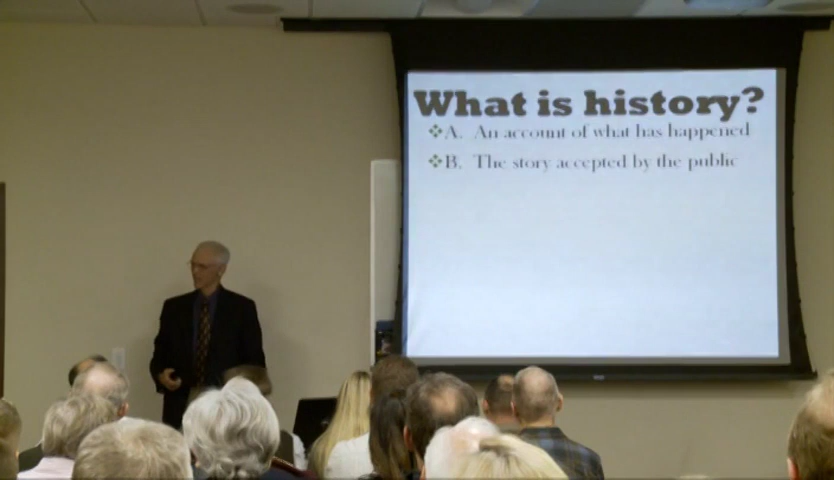 What is history?
❖A. An account of what has happened
❖B. The story accepted by the public